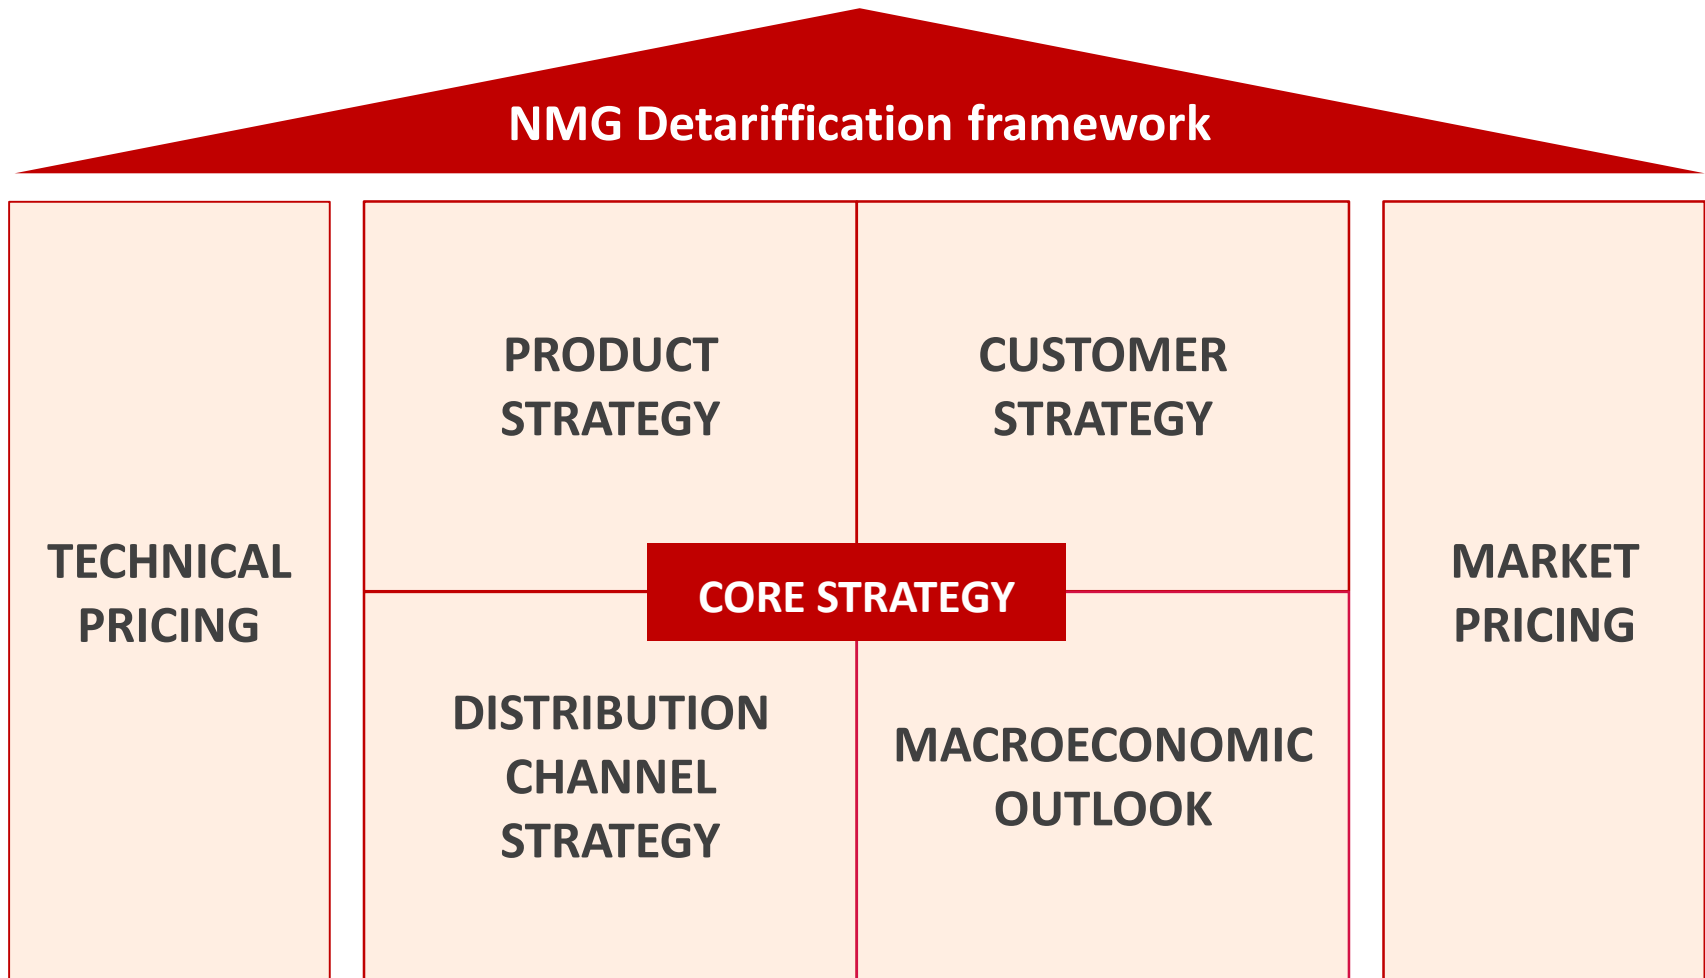 NMG Detariffication framework
TECHNICAL
PRICING
PRODUCT
STRATEGY
CUSTOMER
STRATEGY
CORE STRATEGY
DISTRIBUTION
CHANNEL
STRATEGY
MACROECONOMIC
OUTLOOK
MARKET
PRICING